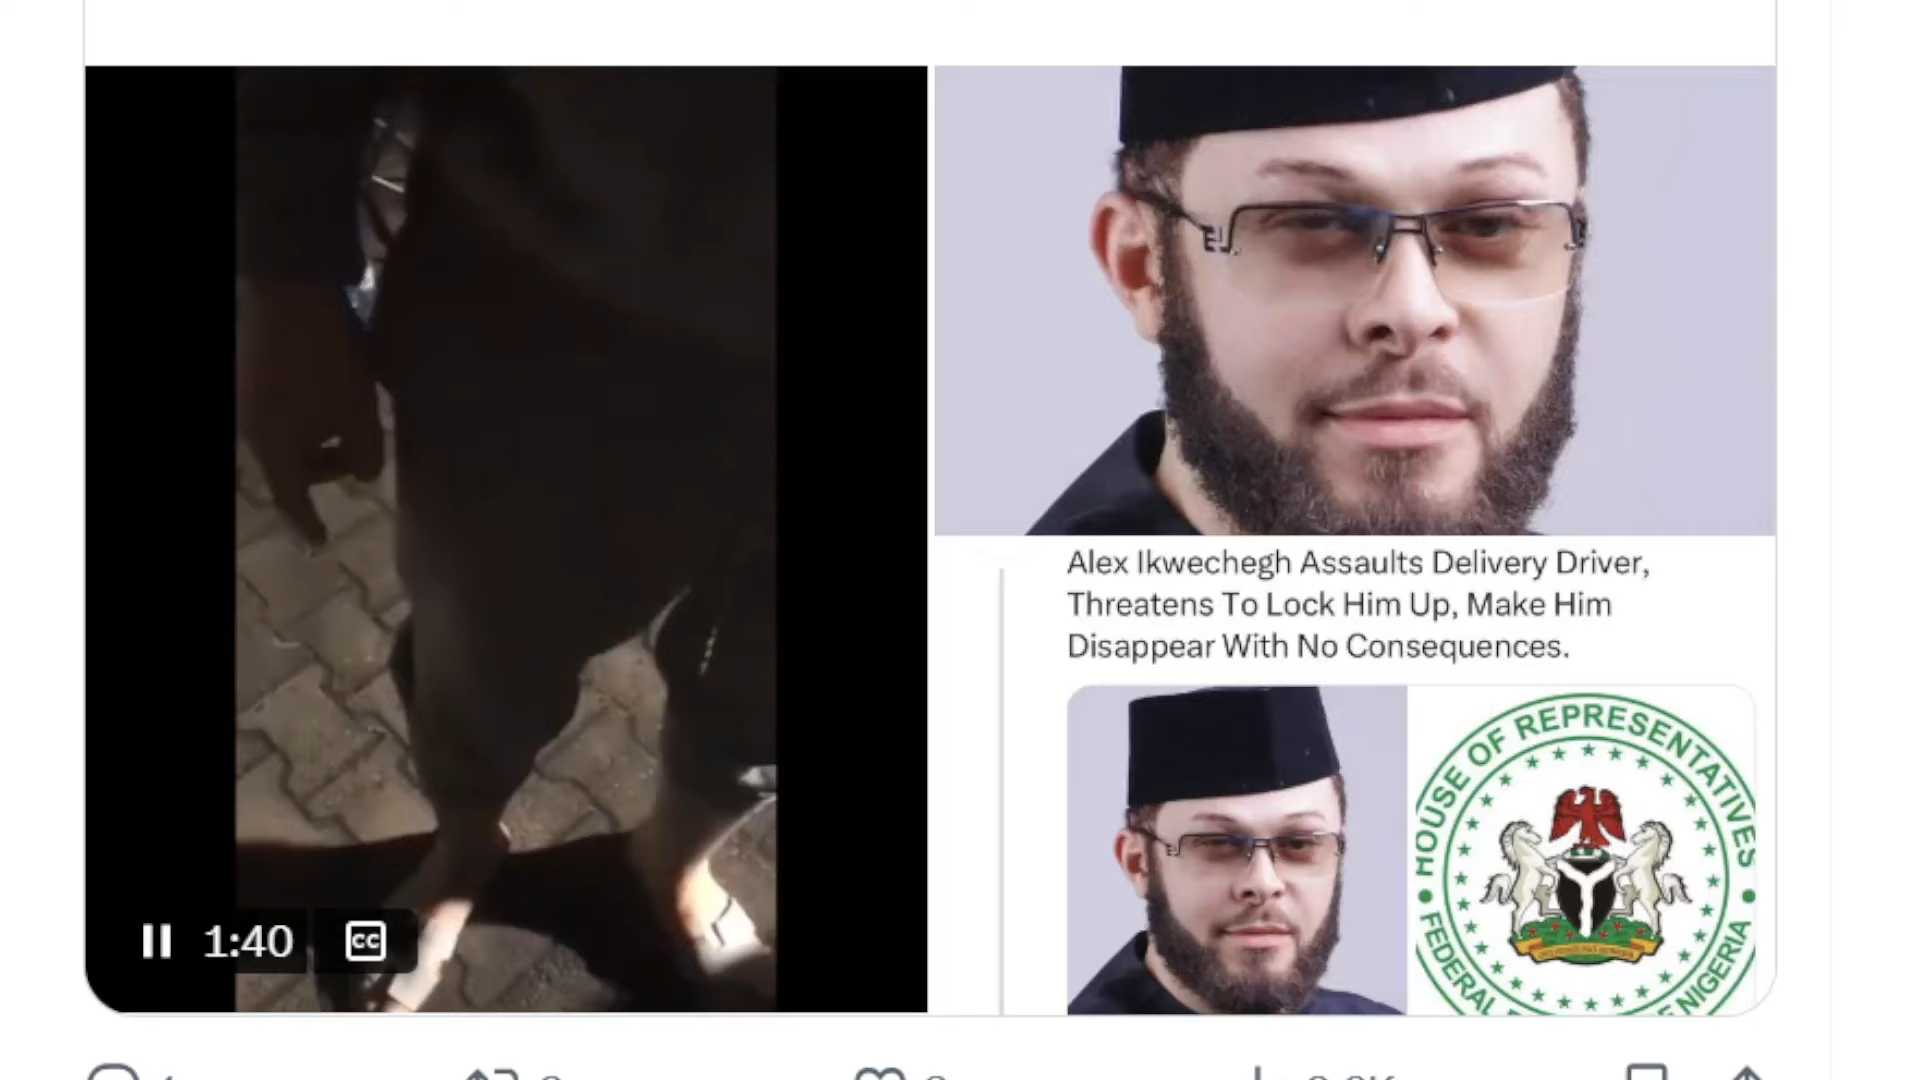 Alex Ikwechegh Assaults Delivery Driver,
Threatens To Lock Him Up, Make Him
Disappear With No Consequences.
HOUSE OF REPRESENTATIVES
FEDERAL
NIGERIA
1:40
CC